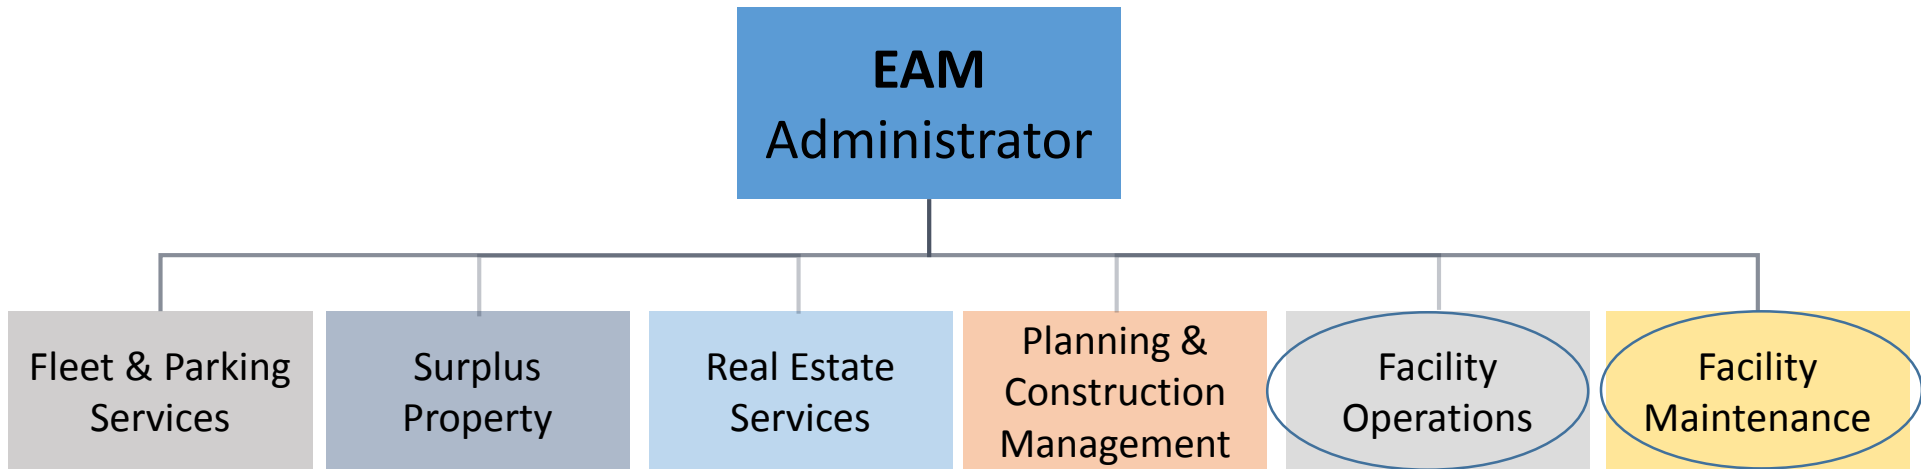 EAM
Administrator
Fleet & Parking
Services
Surplus
Property
Real Estate
Services
Planning &
Construction
Management
Facility
Operations
Facility
Maintenance